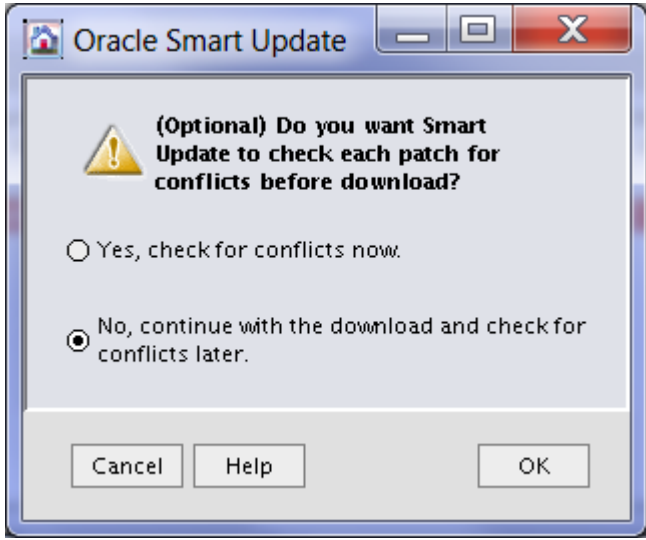 Oracle Smart Update
(Optional) Do you want Smart
Update to check each patch for
conflicts before download?
Yes, check for conflicts now.
No, continue with the download and check for
conflicts later.
Cancel
Help
OK